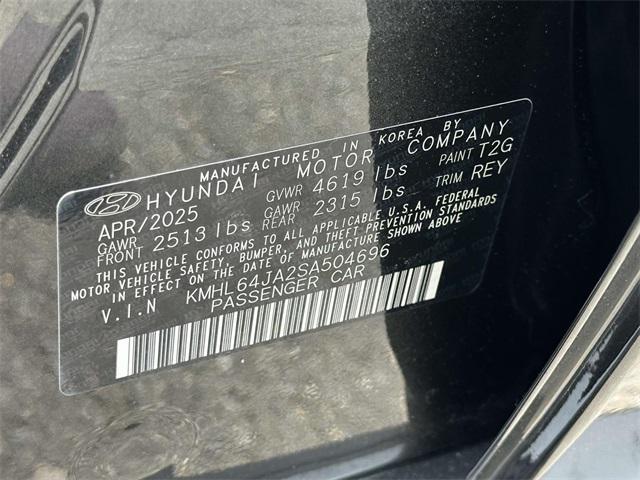 MANUFACTURED IN KOREA BY
HYUNDAI MOTOR COMPANY
APR/2025 GVWR 4619 lbs PAINT T2G
GAWR FRONT 2513 lbs GAWR REAR 2315 lbs TRIM REY
THIS VEHICLE CONFORMS TO ALL APPLICABLE U.S.A. FEDERAL
MOTOR VEHICLE SAFETY, BUMPER, AND THEFT PREVENTION STANDARDS
IN EFFECT ON THE DATE OF MANUFACTURE SHOWN ABOVE.
V.I.N KMHL64JA2SA504696
PASSENGER CAR